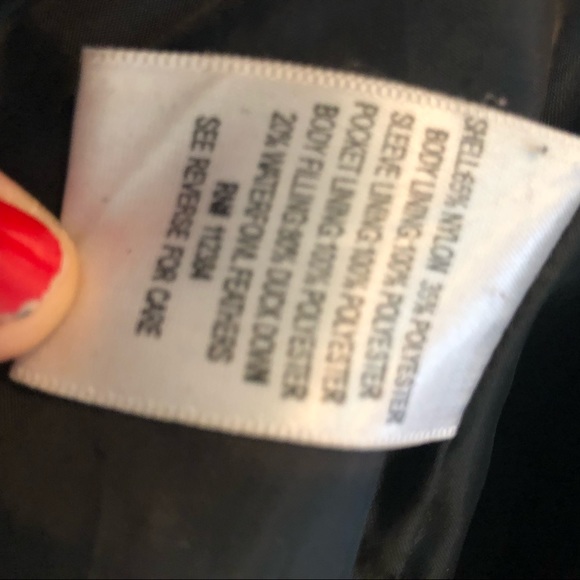 SHELL:65% NYLON 35% POLYESTER
BODY LINING:100% POLYESTER
SLEEVE LINING:100% POLYESTER
POCKET LINING:100% POLYESTER
BODY FILLING:80% DUCK DOWN
20% WATERFOWL FEATHERS
RN# 112284
SEE REVERSE FOR CARE